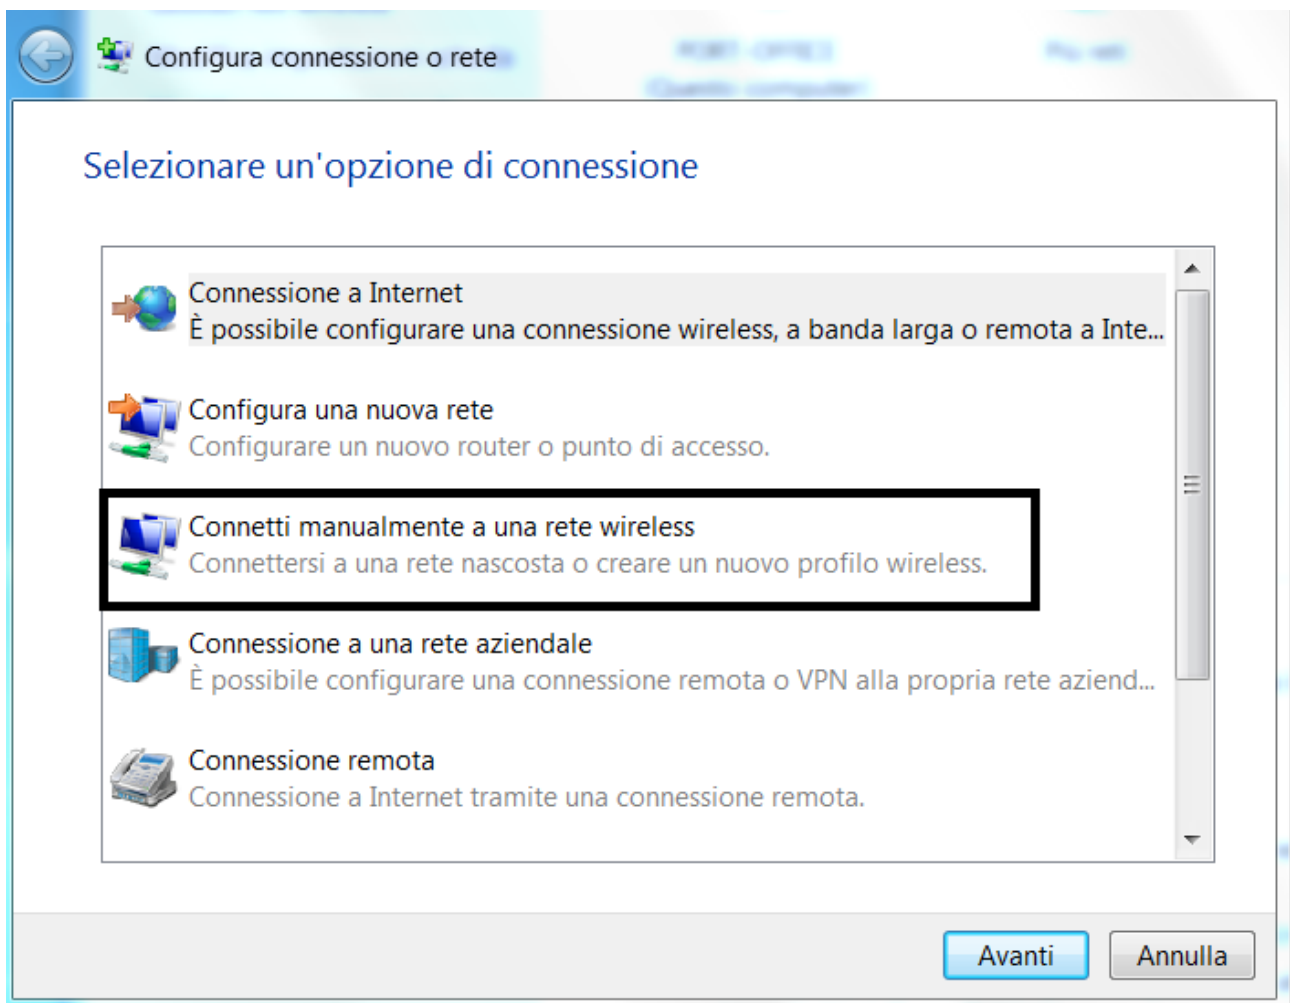 Configura connessione o rete
Selezionare un'opzione di connessione
Connessione a Internet
È possibile configurare una connessione wireless, a banda larga o remota a Inte...
Configura una nuova rete
Configurare un nuovo router o punto di accesso.
Connetti manualmente a una rete wireless
Connettersi a una rete nascosta o creare un nuovo profilo wireless.
Connessione a una rete aziendale
È possibile configurare una connessione remota o VPN alla propria rete aziend...
Connessione remota
Connessione a Internet tramite una connessione remota.
Avanti
Annulla